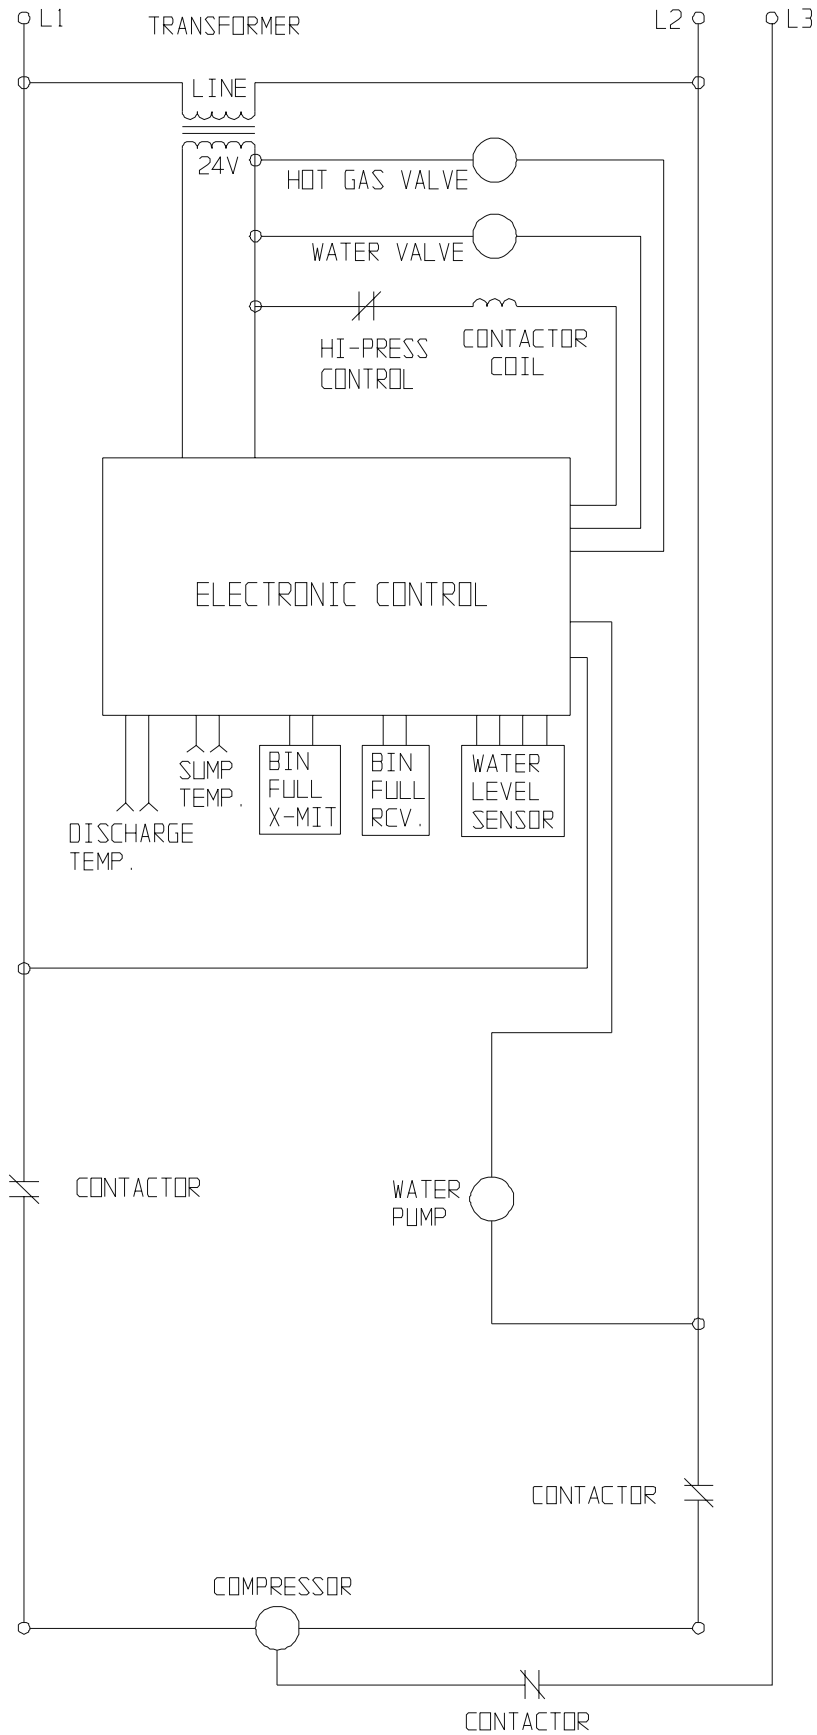 L1
TRANSFORMER
L2
L3
LINE
24V
HOT GAS VALVE
WATER VALVE
HI-PRESS
CONTROL
CONTACTOR
COIL
ELECTRONIC CONTROL
DISCHARGE
TEMP.
SUMP
TEMP.
BIN
FULL
X-MIT
BIN
FULL
RCV.
WATER
LEVEL
SENSOR
CONTACTOR
WATER
PUMP
CONTACTOR
COMPRESSOR
CONTACTOR